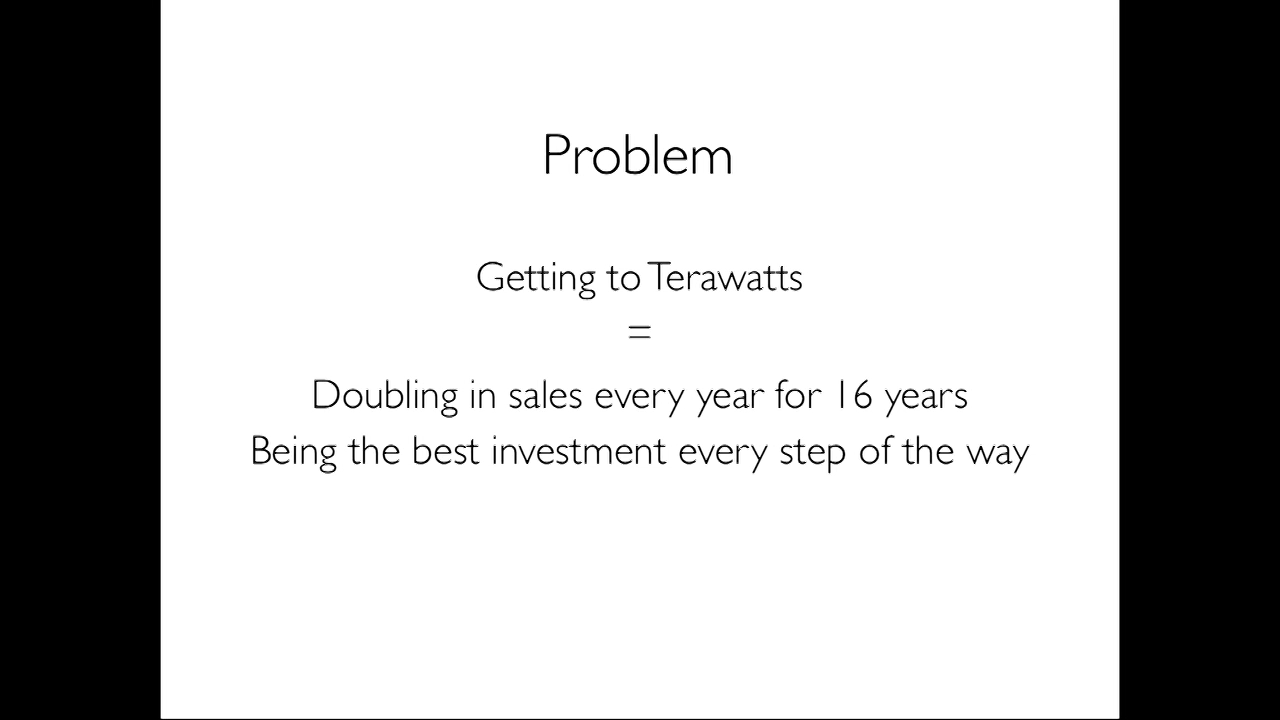 Problem
Getting to Terawatts
=
Doubling in sales every year for 16 years
Being the best investment every step of the way